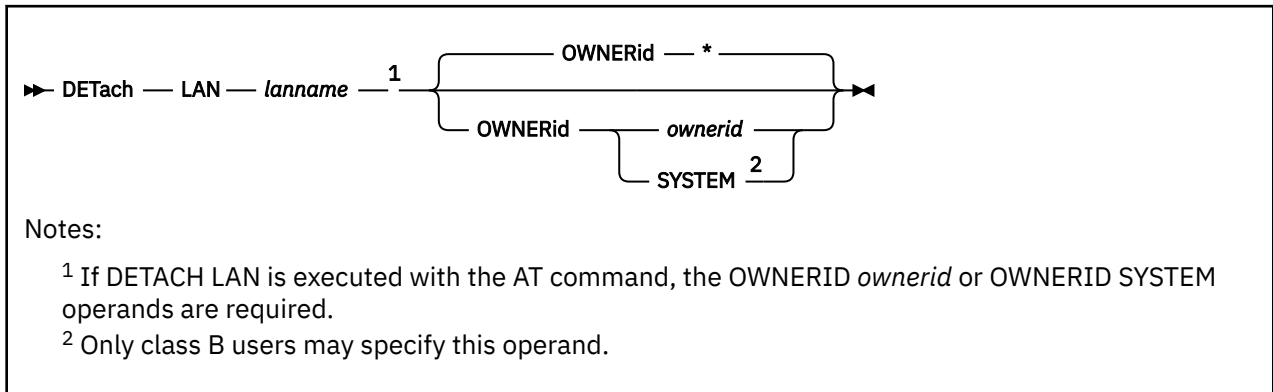 OWNERid *
DETach LAN lanname 1
OWNERid ownerid
SYSTEM 2
Notes:
1 If DETACH LAN is executed with the AT command, the OWNERID ownerid or OWNERID SYSTEM
operands are required.
2 Only class B users may specify this operand.